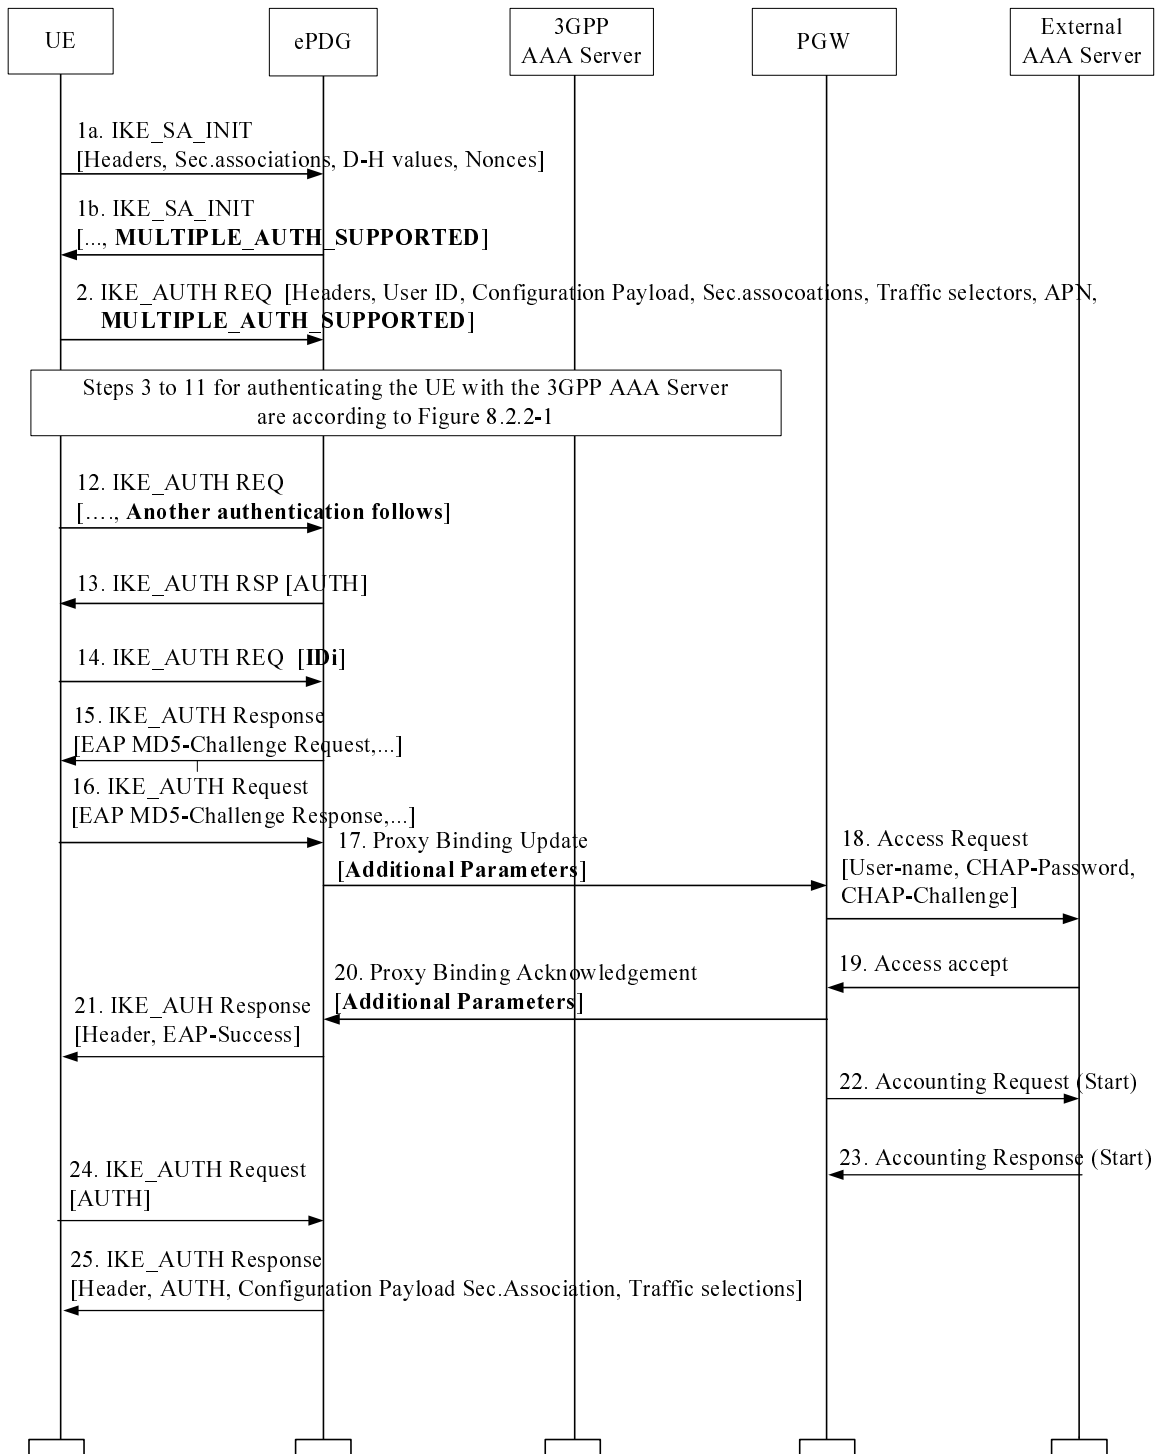 UE
ePDG
3GPP
AAA Server
PGW
External
AAA Server
1a. IKE_SA_INIT
[Headers, Sec.associations, D-H values, Nonces]
1b. IKE_SA_INIT
[..., MULTIPLE_AUTH_SUPPORTED]
2. IKE_AUTH REQ [Headers, User ID, Configuration Payload, Sec.assocoations, Traffic selectors, APN,
MULTIPLE_AUTH_SUPPORTED]
Steps 3 to 11 for authenticating the UE with the 3GPP AAA Server
are according to Figure 8.2.2-1
12. IKE_AUTH REQ
[…., Another authentication follows]
13. IKE_AUTH RSP [AUTH]
14. IKE_AUTH REQ [IDi]
15. IKE_AUTH Response
[EAP MD5-Challenge Request,...]
16. IKE_AUTH Request
[EAP MD5-Challenge Response,...]
17. Proxy Binding Update
[Additional Parameters]
18. Access Request
[User-name, CHAP-Password,
CHAP-Challenge]
19. Access accept
20. Proxy Binding Acknowledgement
[Additional Parameters]
21. IKE_AUH Response
[Header, EAP-Success]
22. Accounting Request (Start)
23. Accounting Response (Start)
24. IKE_AUTH Request
[AUTH]
25. IKE_AUTH Response
[Header, AUTH, Configuration Payload Sec.Association, Traffic selections]